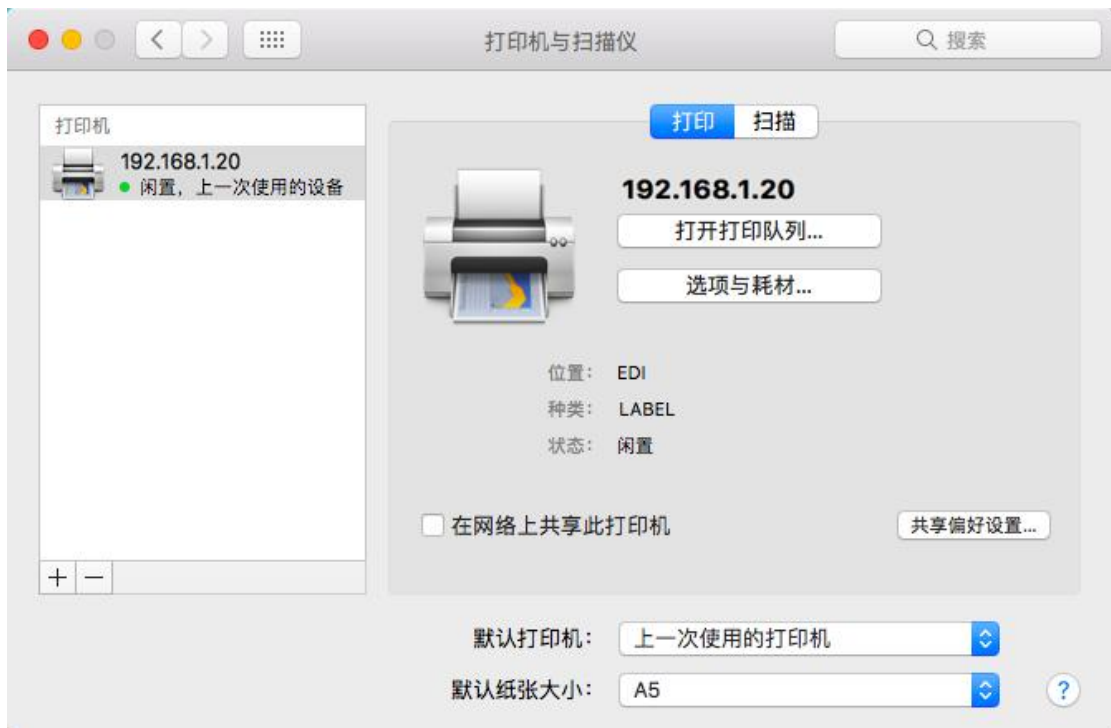 打印机与扫描仪
搜索
打印机
192.168.1.20
闲置，上一次使用的设备
打印 扫描
192.168.1.20
打开打印队列...
选项与耗材...
位置： EDI
种类： LABEL
状态： 闲置
在网络上共享此打印机
共享偏好设置...
+ −
默认打印机： 上一次使用的打印机
默认纸张大小： A5
?